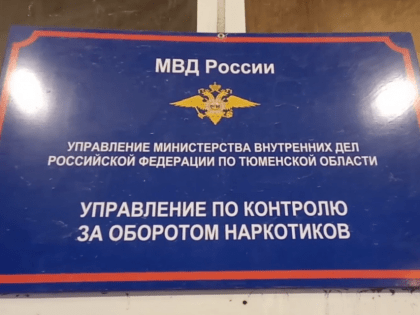 МВД России
УПРАВЛЕНИЕ МИНИСТЕРСТВА ВНУТРЕННИХ ДЕЛ
РОССИЙСКОЙ ФЕДЕРАЦИИ ПО ТЮМЕНСКОЙ ОБЛАСТИ
УПРАВЛЕНИЕ ПО КОНТРОЛЮ
ЗА ОБОРОТОМ НАРКОТИКОВ